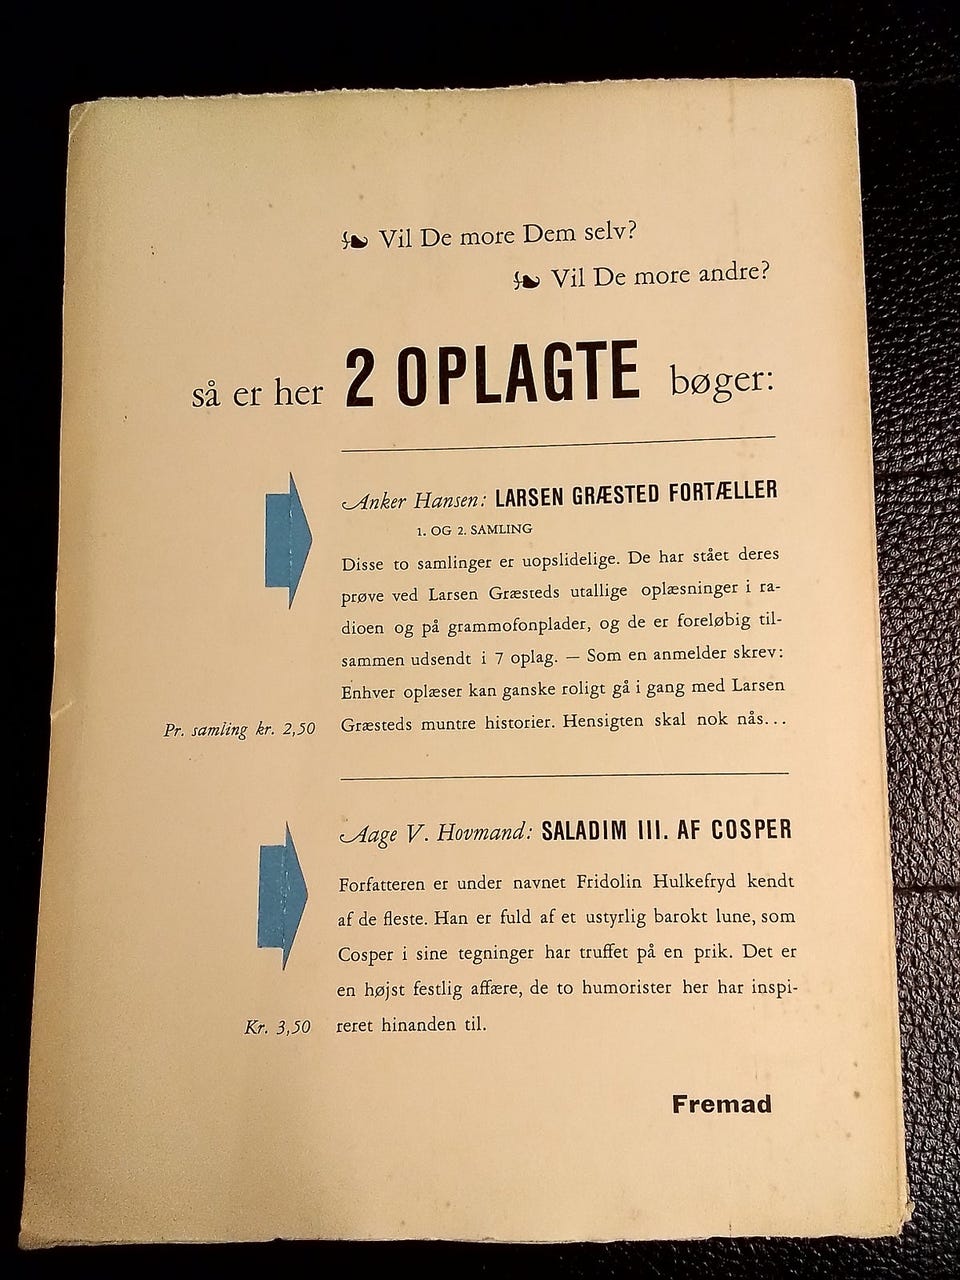 Vil De more Dem selv?
Vil De more andre?
så er her 2 OPLAGTE bøger:
Anker Hansen: LARSEN GRÆSTED FORTÆLLER
1. OG 2. SAMLING
Disse to samlinger er uopslidelige. De har stået deres
prøve ved Larsen Græsteds utallige oplæsninger i ra-
dioen og på grammofonplader, og de er foreløbig til-
sammen udsendt i 7 oplag. — Som en anmelder skrev:
Enhver oplæser kan ganske roligt gå i gang med Larsen
Græsteds muntre historier. Hensigten skal nok nås...
Pr. samling kr. 2,50
Aage V. Hovmand: SALADIM III. AF COSPER
Forfatteren er under navnet Fridolin Hulkefryd kendt
af de fleste. Han er fuld af et ustyrlig barokt lune, som
Cosper i sine tegninger har truffet på en prik. Det er
en højst festlig affære, de to humorister her har inspi-
reret hinanden til.
Kr. 3,50
Fremad